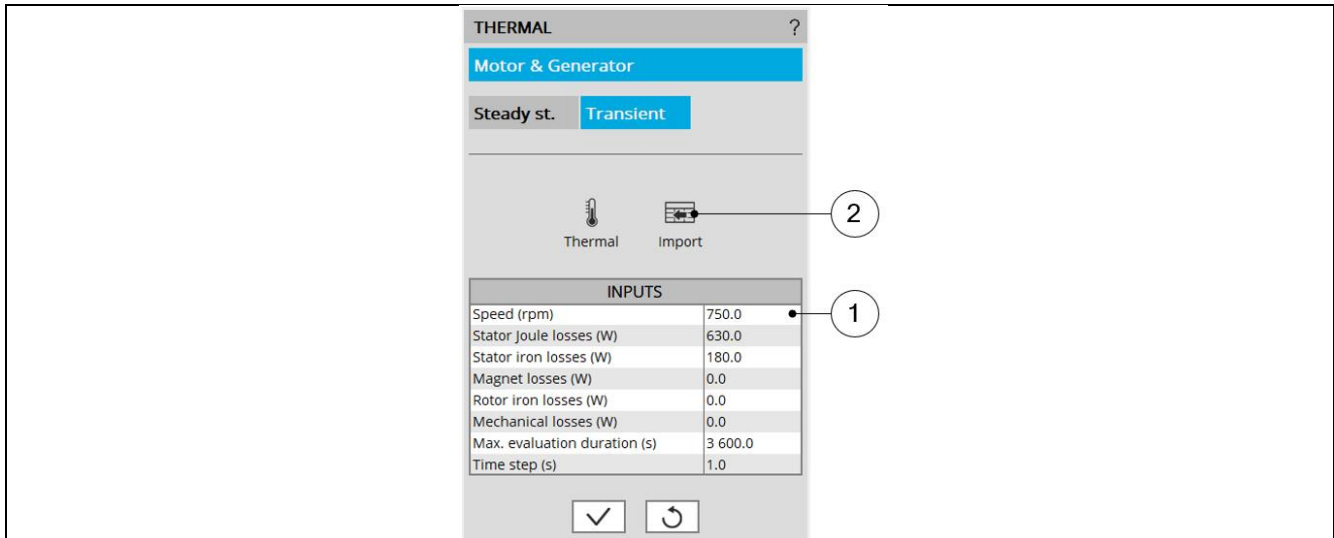 THERMAL ?
Motor & Generator
Steady st. Transient
Thermal Import
2
INPUTS
Speed (rpm) 750.0
1
Stator Joule losses (W) 630.0
Stator iron losses (W) 180.0
Magnet losses (W) 0.0
Rotor iron losses (W) 0.0
Mechanical losses (W) 0.0
Max. evaluation duration (s) 3 600.0
Time step (s) 1.0